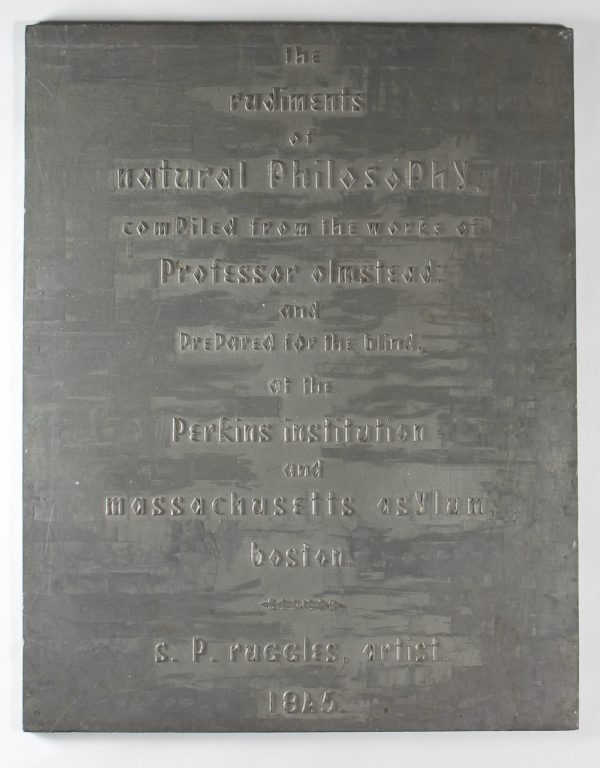 the
rudiments
of
natural Philosophy,
comPiled from the works of
Professor olmstead:
and
PrePared for the blind,
at the
Perkins institution
and
massachusetts asylum,
boston.
s. P. ruggles, artist.
1845.